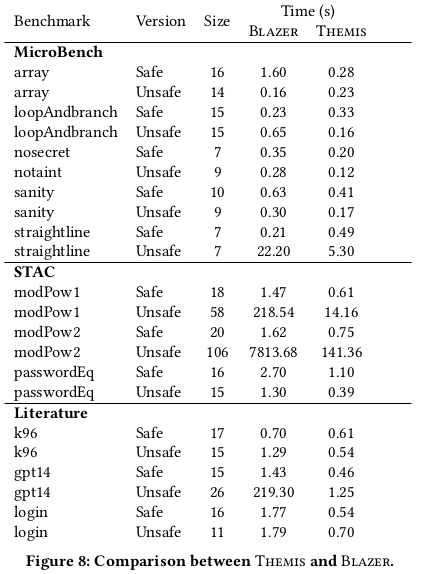 Benchmark Version Size Time (s)
Blazer Themis
MicroBench
array Safe 16 1.60 0.28
array Unsafe 14 0.16 0.23
loopAndbranch Safe 15 0.23 0.33
loopAndbranch Unsafe 15 0.65 0.16
nosecret Safe 7 0.35 0.20
notaint Unsafe 9 0.28 0.12
sanity Safe 10 0.63 0.41
sanity Unsafe 9 0.30 0.17
straightline Safe 7 0.21 0.49
straightline Unsafe 7 22.20 5.30
STAC
modPow1 Safe 18 1.47 0.61
modPow1 Unsafe 58 218.54 14.16
modPow2 Safe 20 1.62 0.75
modPow2 Unsafe 106 7813.68 141.36
passwordEq Safe 16 2.70 1.10
passwordEq Unsafe 15 1.30 0.39
Literature
k96 Safe 17 0.70 0.61
k96 Unsafe 15 1.29 0.54
gpt14 Safe 15 1.43 0.46
gpt14 Unsafe 26 219.30 1.25
login Safe 16 1.77 0.54
login Unsafe 11 1.79 0.70
Figure 8: Comparison between Themis and Blazer.